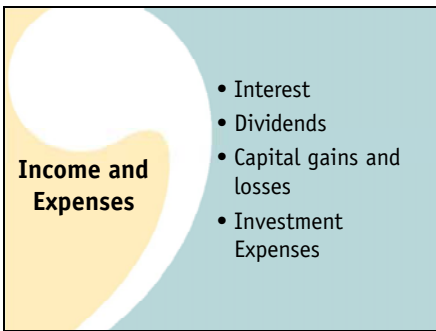 Income and
Expenses
• Interest
• Dividends
• Capital gains and
losses
• Investment
Expenses